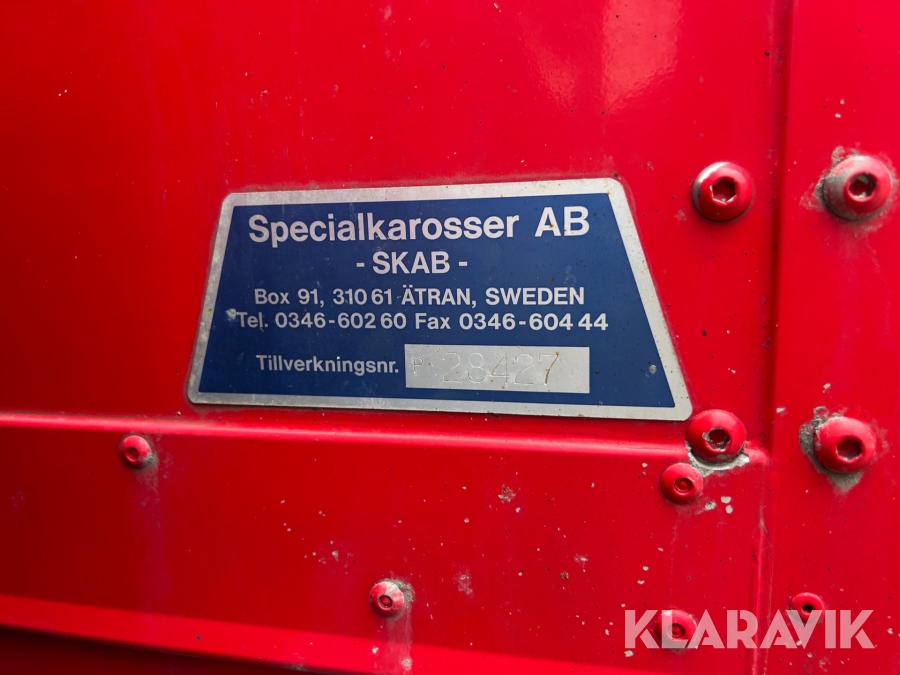 Specialkarosser AB
- SKAB -
Box 91, 310 61 ÄTRAN, SWEDEN
Tel. 0346-602 60 Fax 0346-604 44
Tillverkningsnr. P 28427
KLARAVIK